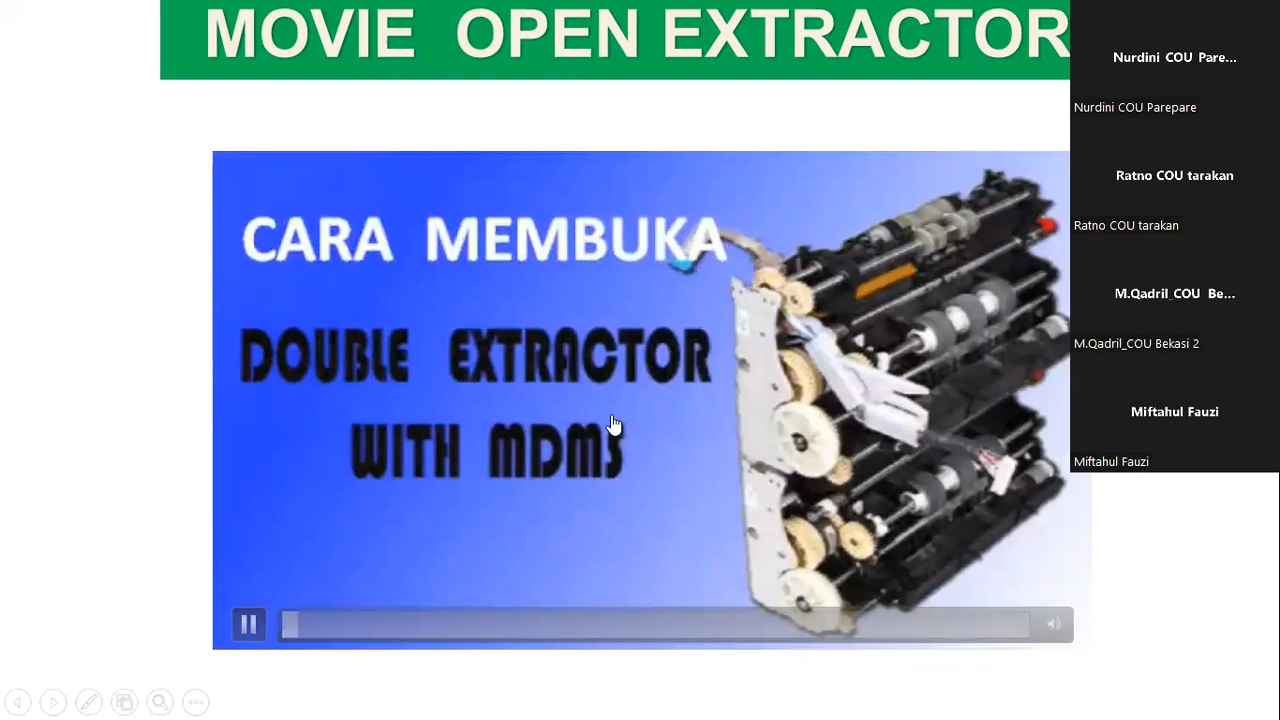 MOVIE OPEN EXTRACTOR
CARA MEMBUKA
DOUBLE EXTRACTOR
WITH MDMS
Nurdini COU Pare...
Nurdini COU Parepare
Ratno COU tarakan
Ratno COU tarakan
M.Qadril_COU Be...
M.Qadril_COU Bekasi 2
Miftahul Fauzi
Miftahul Fauzi